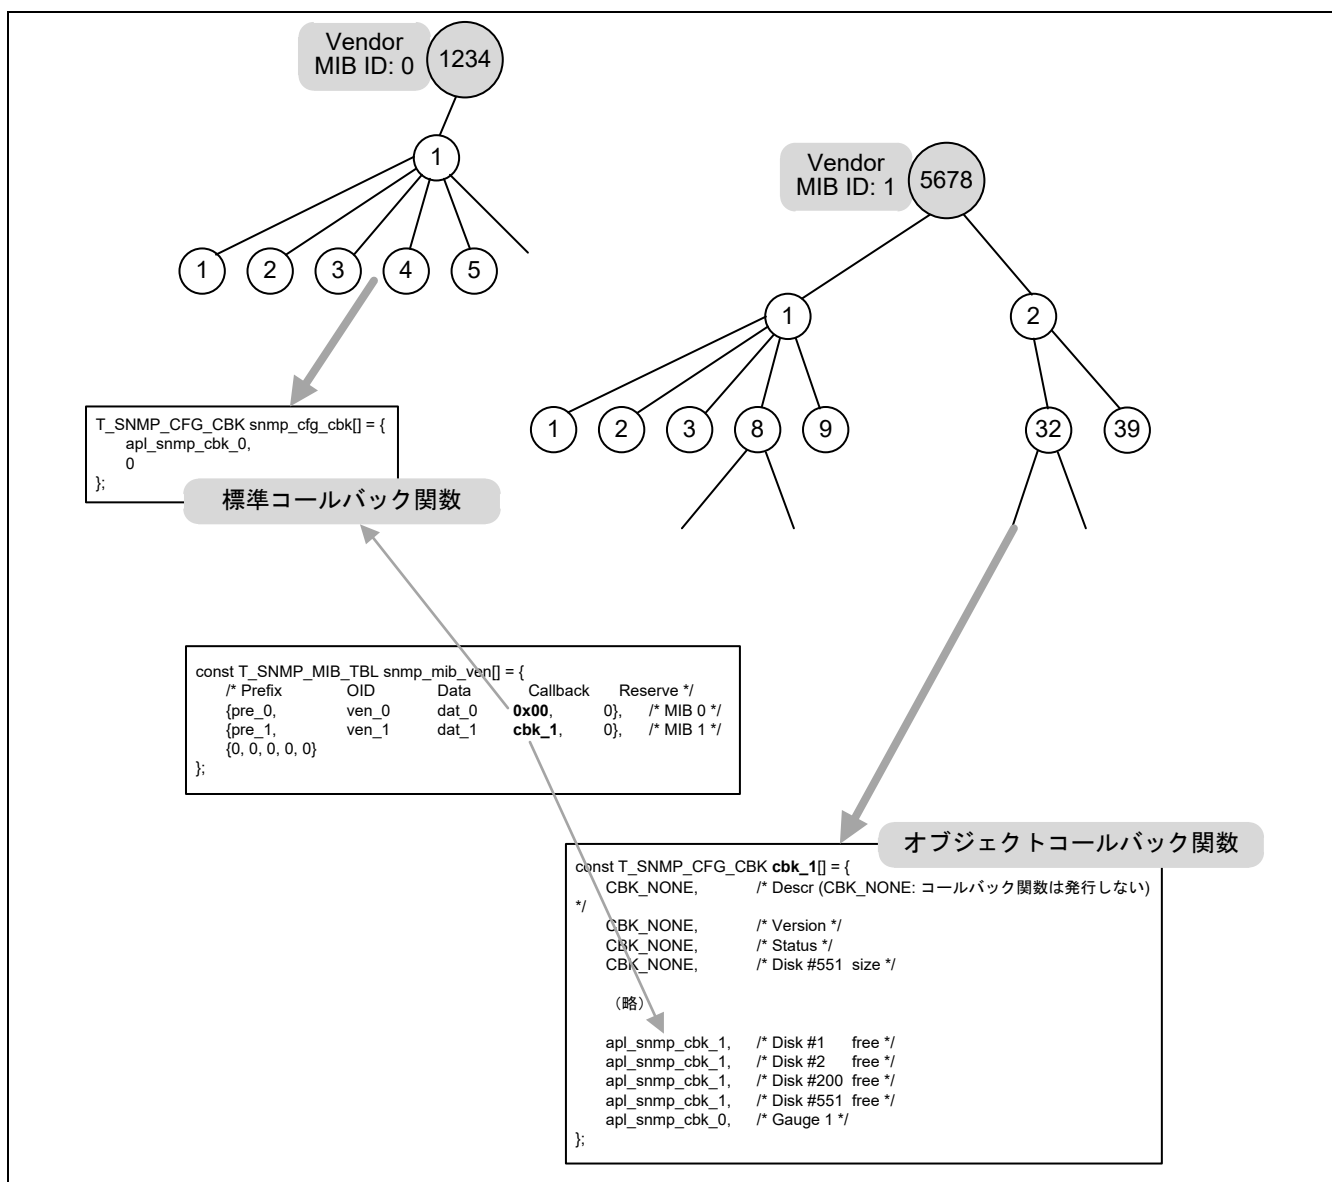 Vendor
MIB ID: 0
1234
1
1
2
3
4
5
Vendor
MIB ID: 1
5678
1
2
1
2
3
8
9
32
39
T_SNMP_CFG_CBK snmp_cfg_cbk[] = {
apl_snmp_cbk_0,
0
};
標準コールバック関数
const T_SNMP_MIB_TBL snmp_mib_ven[] = {
/* Prefix OID Data Callback Reserve */
{pre_0, ven_0 dat_0 0x00, 0}, /* MIB 0 */
{pre_1, ven_1 dat_1 cbk_1, 0}, /* MIB 1 */
{0, 0, 0, 0, 0}
};
オブジェクトコールバック関数
const T_SNMP_CFG_CBK cbk_1[] = {
CBK_NONE, /* Descr (CBK_NONE: コールバック関数は発行しない)
*/
CBK_NONE, /* Version */
CBK_NONE, /* Status */
CBK_NONE, /* Disk #551 size */
（略）
apl_snmp_cbk_1, /* Disk #1 free */
apl_snmp_cbk_1, /* Disk #2 free */
apl_snmp_cbk_1, /* Disk #200 free */
apl_snmp_cbk_1, /* Disk #551 free */
apl_snmp_cbk_0, /* Gauge 1 */
};